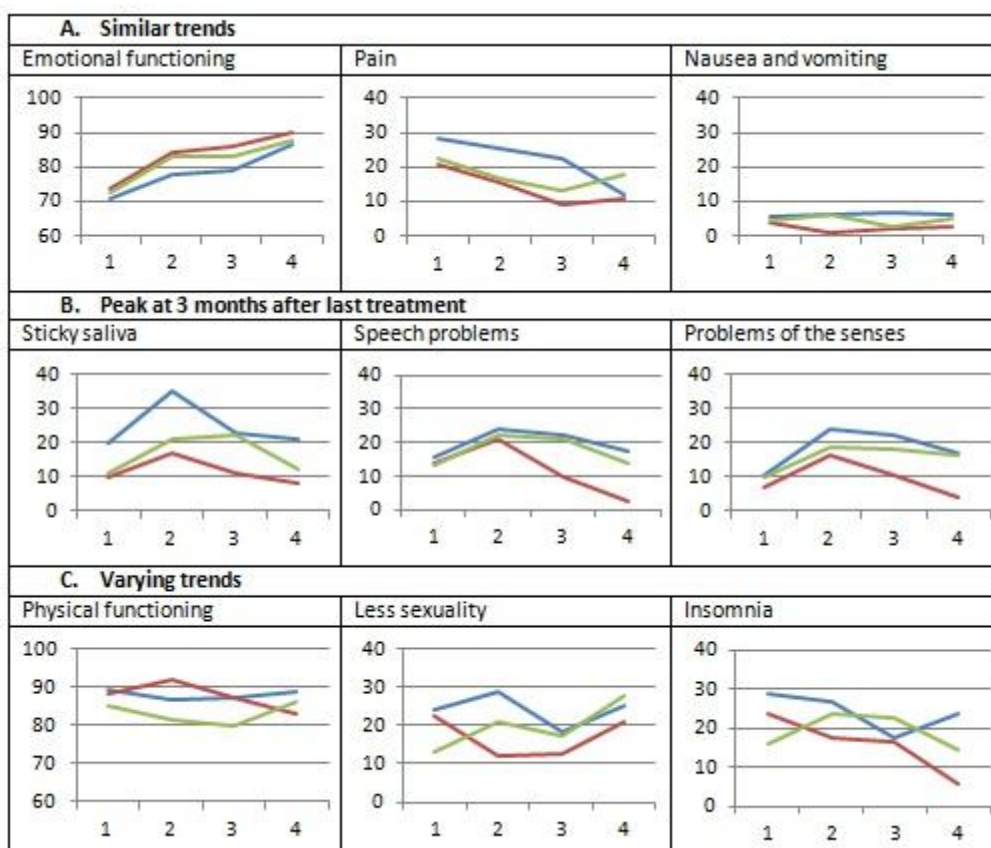 A. Similar trends
Emotional functioning
Pain
Nausea and vomiting
100
90
80
70
60
1 2 3 4
40
30
20
10
0
1 2 3 4
40
30
20
10
0
1 2 3 4
B. Peak at 3 months after last treatment
Sticky saliva
Speech problems
Problems of the senses
40
30
20
10
0
1 2 3 4
40
30
20
10
0
1 2 3 4
40
30
20
10
0
1 2 3 4
C. Varying trends
Physical functioning
Less sexuality
Insomnia
100
90
80
70
60
1 2 3 4
40
30
20
10
0
1 2 3 4
40
30
20
10
0
1 2 3 4